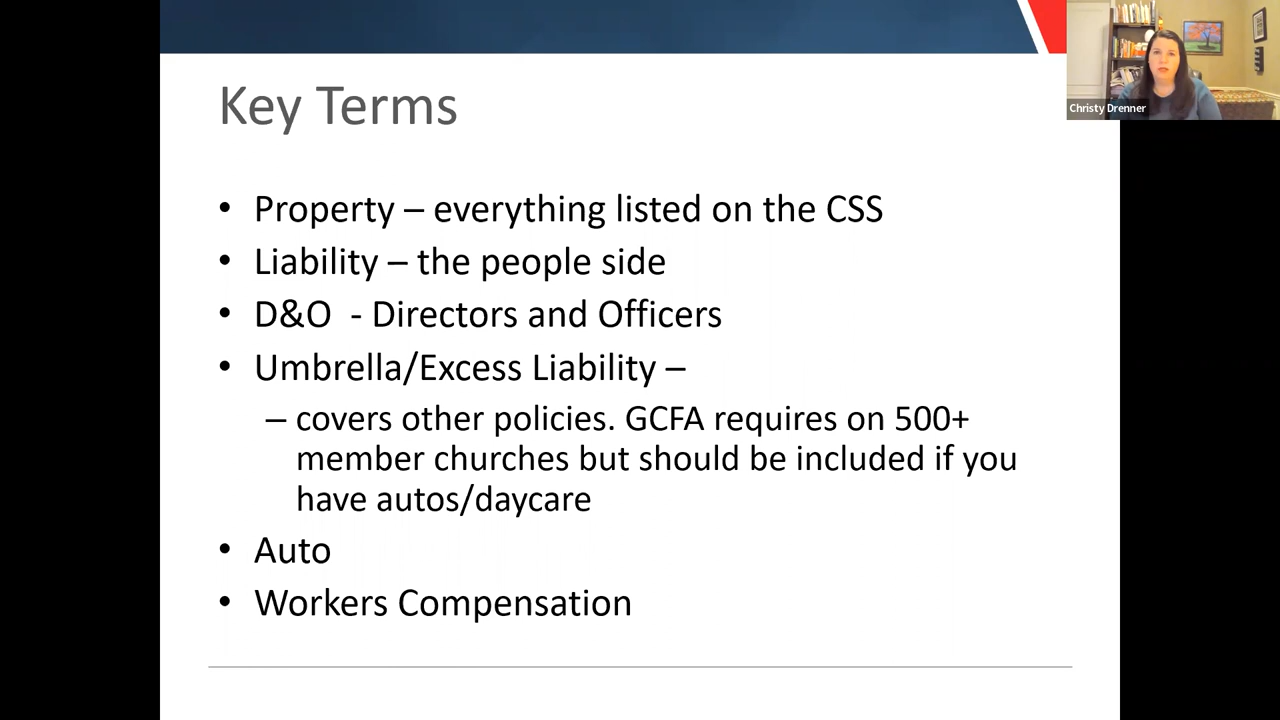 Key Terms
• Property – everything listed on the CSS
• Liability – the people side
• D&O  - Directors and Officers
• Umbrella/Excess Liability –
– covers other policies. GCFA requires on 500+
member churches but should be included if you
have autos/daycare
• Auto
• Workers Compensation
Christy Drenner